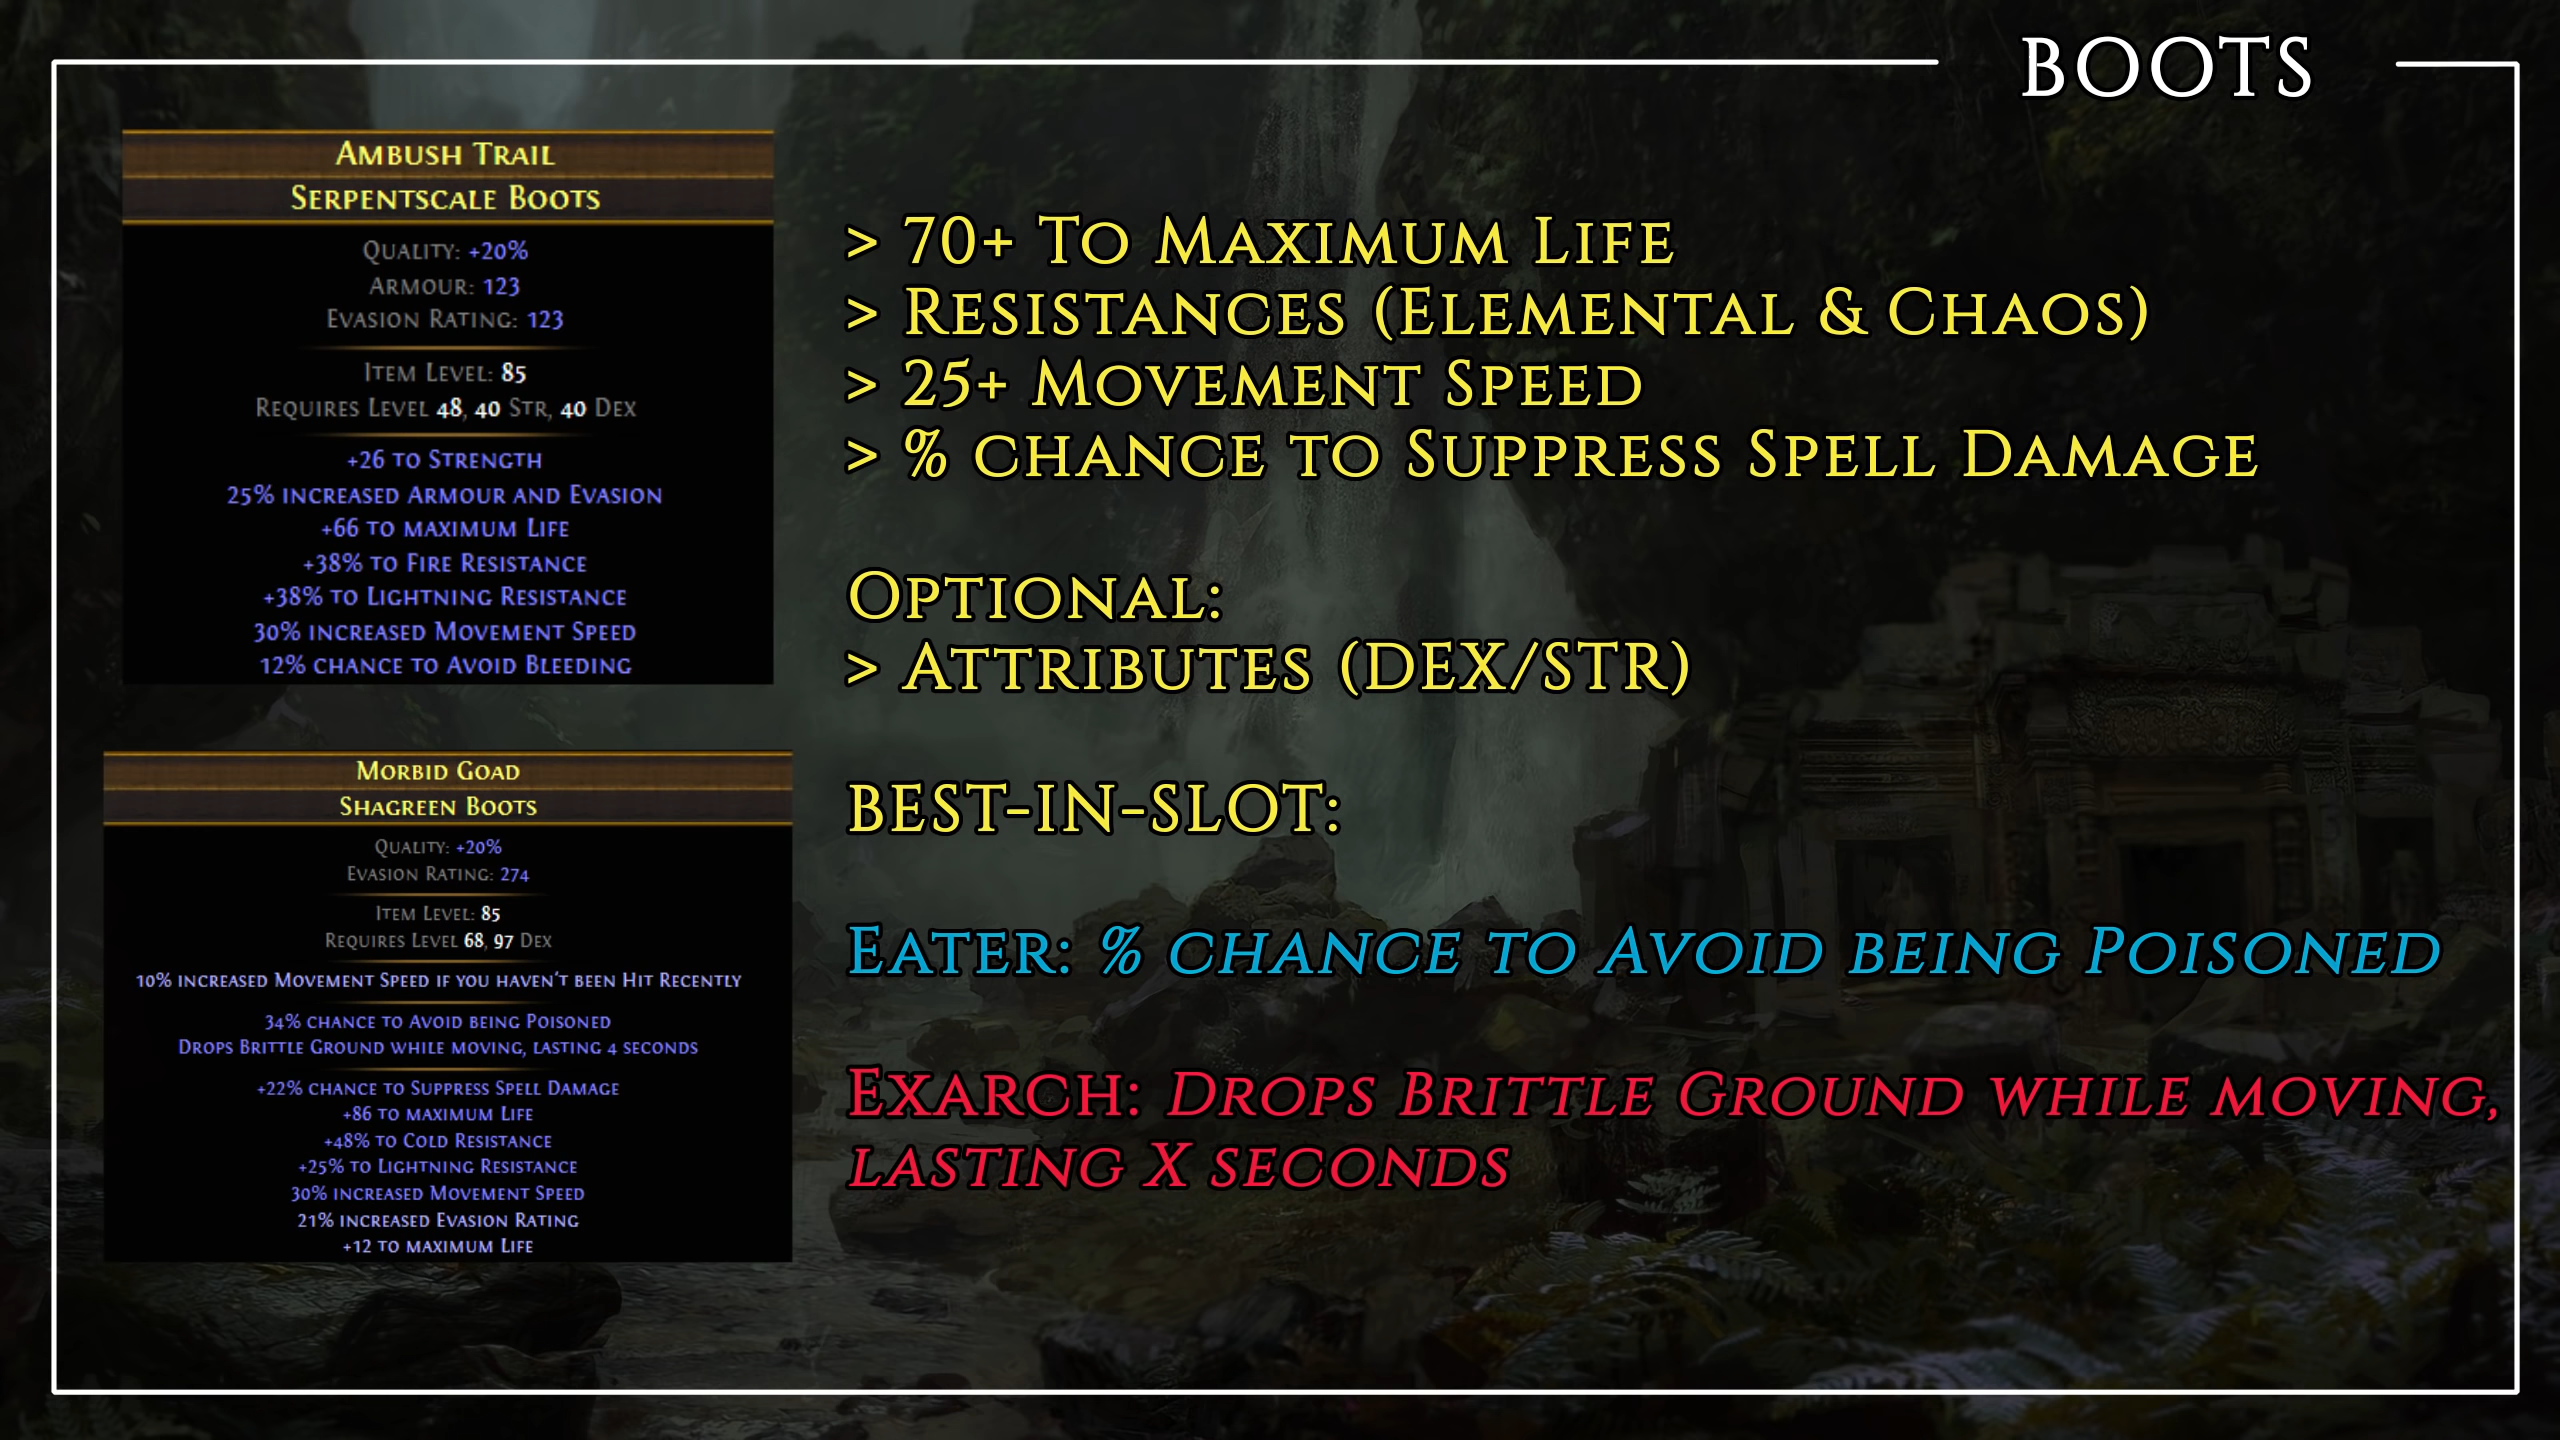 BOOTS
Ambush Trail
Serpentscale Boots
Quality: +20%
Armour: 123
Evasion Rating: 123
Item Level: 85
Requires Level 48, 40 Str, 40 Dex
+26 to Strength
25% increased Armour and Evasion
+66 to maximum Life
+38% to Fire Resistance
+38% to Lightning Resistance
30% increased Movement Speed
12% chance to Avoid Bleeding
Morbid Goad
Shagreen Boots
Quality: +20%
Evasion Rating: 274
Item Level: 85
Requires Level 68, 97 Dex
10% increased Movement Speed if you haven't been Hit Recently
34% chance to Avoid being Poisoned
Drops Brittle Ground while moving, lasting 4 seconds
+22% chance to Suppress Spell Damage
+86 to maximum Life
+48% to Cold Resistance
+25% to Lightning Resistance
30% increased Movement Speed
21% increased Evasion Rating
+12 to maximum Life
> 70+ To Maximum Life
> Resistances (Elemental & Chaos)
> 25+ Movement Speed
> % chance to Suppress Spell Damage
Optional:
> Attributes (DEX/STR)
BEST-IN-SLOT:
Eater: % chance to Avoid being Poisoned
Exarch: Drops Brittle Ground while moving,
lasting X seconds